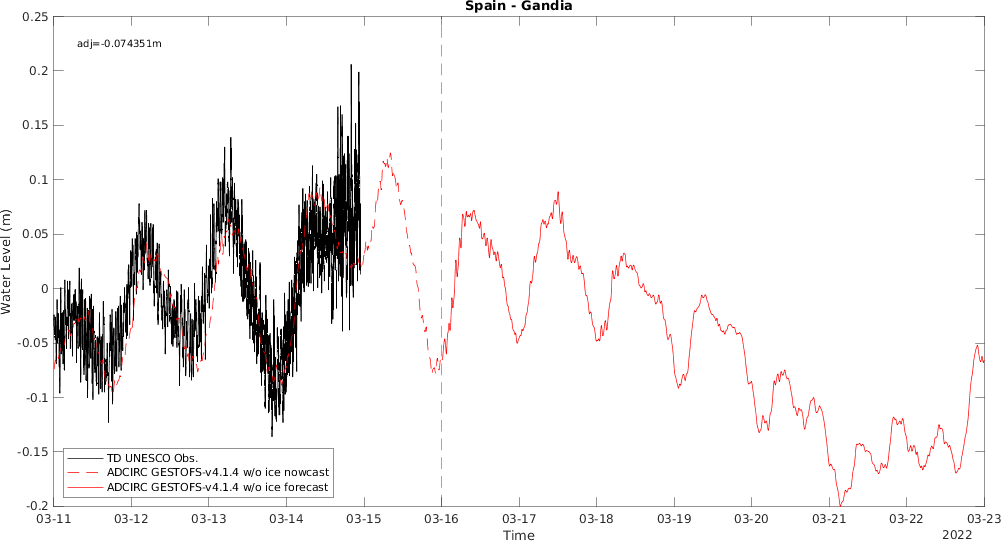 Spain - Gandia
adj=-0.074351m
0.25
0.2
0.15
0.1
0.05
0
-0.05
-0.1
-0.15
-0.2
Water Level (m)
TD UNESCO Obs.
ADCIRC GESTOFS-v4.1.4 w/o ice nowcast
ADCIRC GESTOFS-v4.1.4 w/o ice forecast
03-11 03-12 03-13 03-14 03-15 03-16 03-17 03-18 03-19 03-20 03-21 03-22 03-23
Time
2022